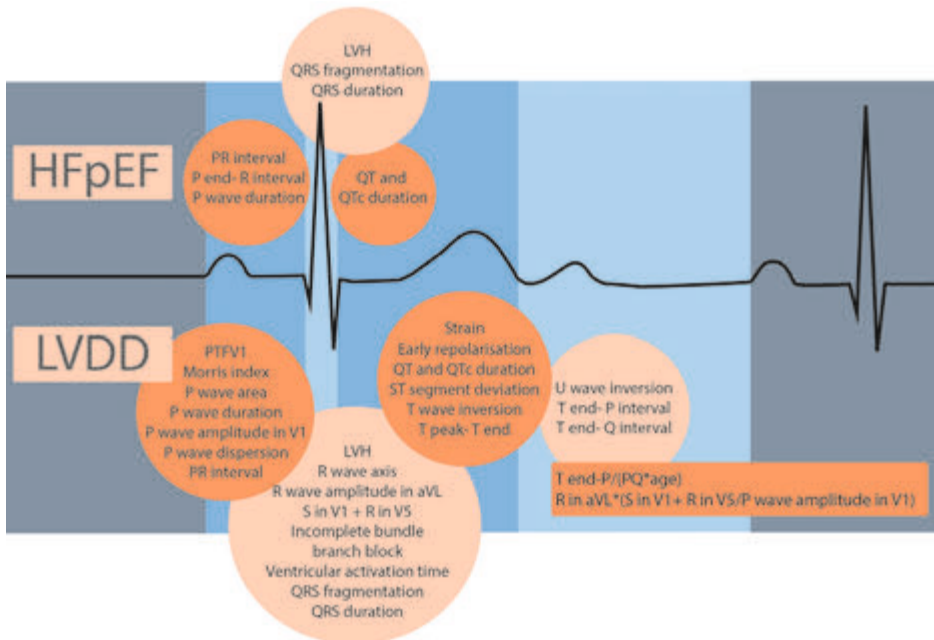 LVH
QRS fragmentation
QRS duration
HFpEF
PR interval
P end- R interval
P wave duration
QT and
QTc duration
LVDD
PTFV1
Morris index
P wave area
P wave duration
P wave amplitude in V1
P wave dispersion
PR interval
Strain
Early repolarisation
QT and QTc duration
ST segment deviation
T wave inversion
T peak- T end
U wave inversion
T end- P interval
T end- Q interval
LVH
R wave axis
R wave amplitude in aVL
S in V1 + R in V5
Incomplete bundle
branch block
Ventricular activation time
QRS fragmentation
QRS duration
T end-P/(PQ*age)
R in aVL*(S in V1+ R in V5/P wave amplitude in V1)